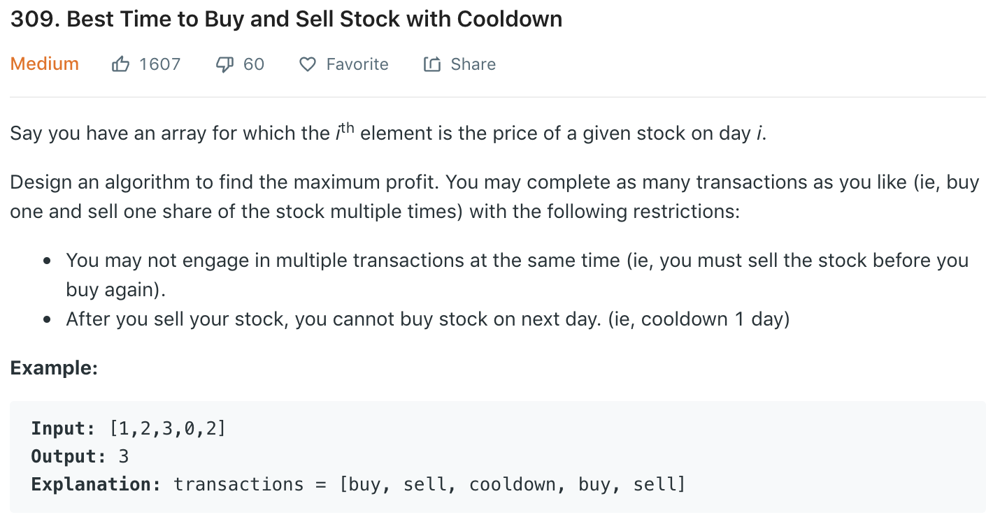 309. Best Time to Buy and Sell Stock with Cooldown
Medium 1607 60 Favorite Share
Say you have an array for which the ith element is the price of a given stock on day i.
Design an algorithm to find the maximum profit. You may complete as many transactions as you like (ie, buy
one and sell one share of the stock multiple times) with the following restrictions:
• You may not engage in multiple transactions at the same time (ie, you must sell the stock before you
buy again).
• After you sell your stock, you cannot buy stock on next day. (ie, cooldown 1 day)
Example:
Input: [1,2,3,0,2]
Output: 3
Explanation: transactions = [buy, sell, cooldown, buy, sell]